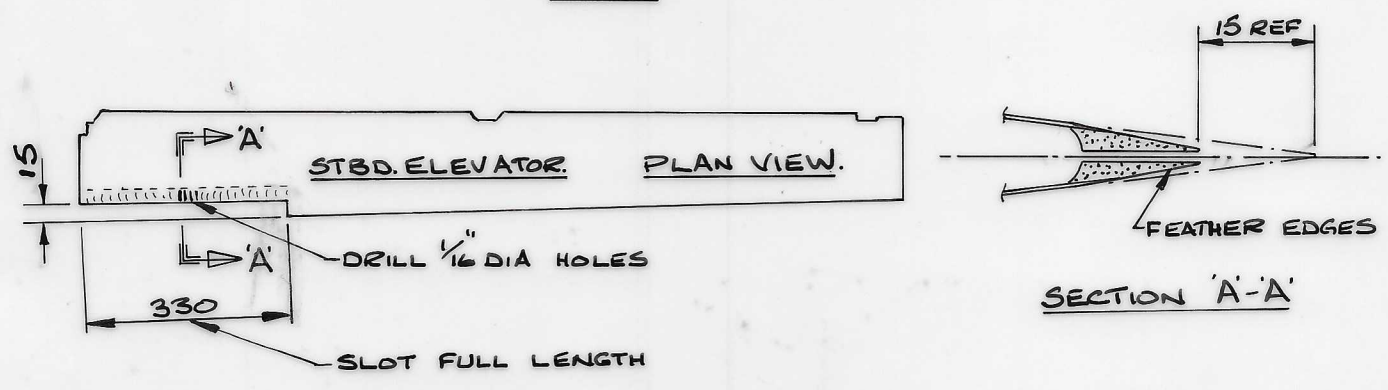 15 REF
'A'
15
STBD. ELEVATOR. PLAN VIEW.
FEATHER EDGES
'A'
DRILL 1/16" DIA HOLES
SECTION 'A'-'A'
330
SLOT FULL LENGTH